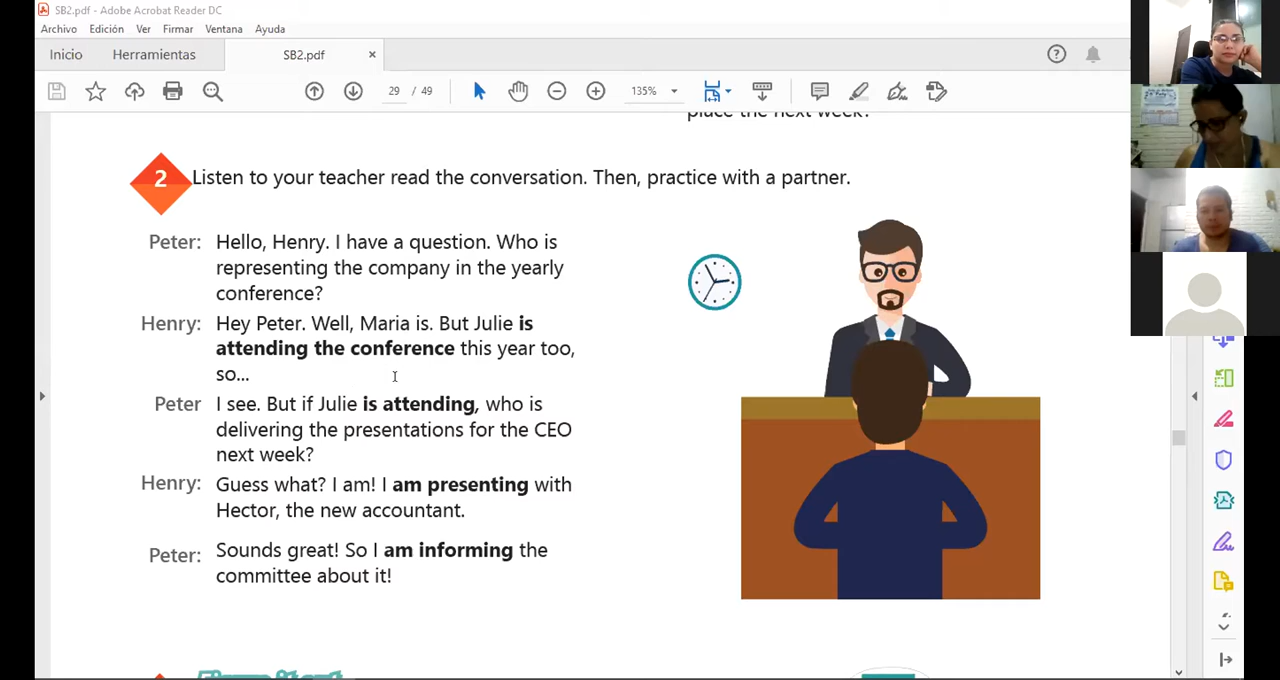 SB2.pdf - Adobe Acrobat Reader DC
Archivo Edición Ver Firmar Ventana Ayuda
Inicio Herramientas SB2.pdf ×
29 / 49 135%
place the next week?
2 Listen to your teacher read the conversation. Then, practice with a partner.
Peter: Hello, Henry. I have a question. Who is
representing the company in the yearly
conference?
Henry: Hey Peter. Well, Maria is. But Julie is
attending the conference this year too,
so...
Peter I see. But if Julie is attending, who is
delivering the presentations for the CEO
next week?
Henry: Guess what? I am! I am presenting with
Hector, the new accountant.
Peter: Sounds great! So I am informing the
committee about it!